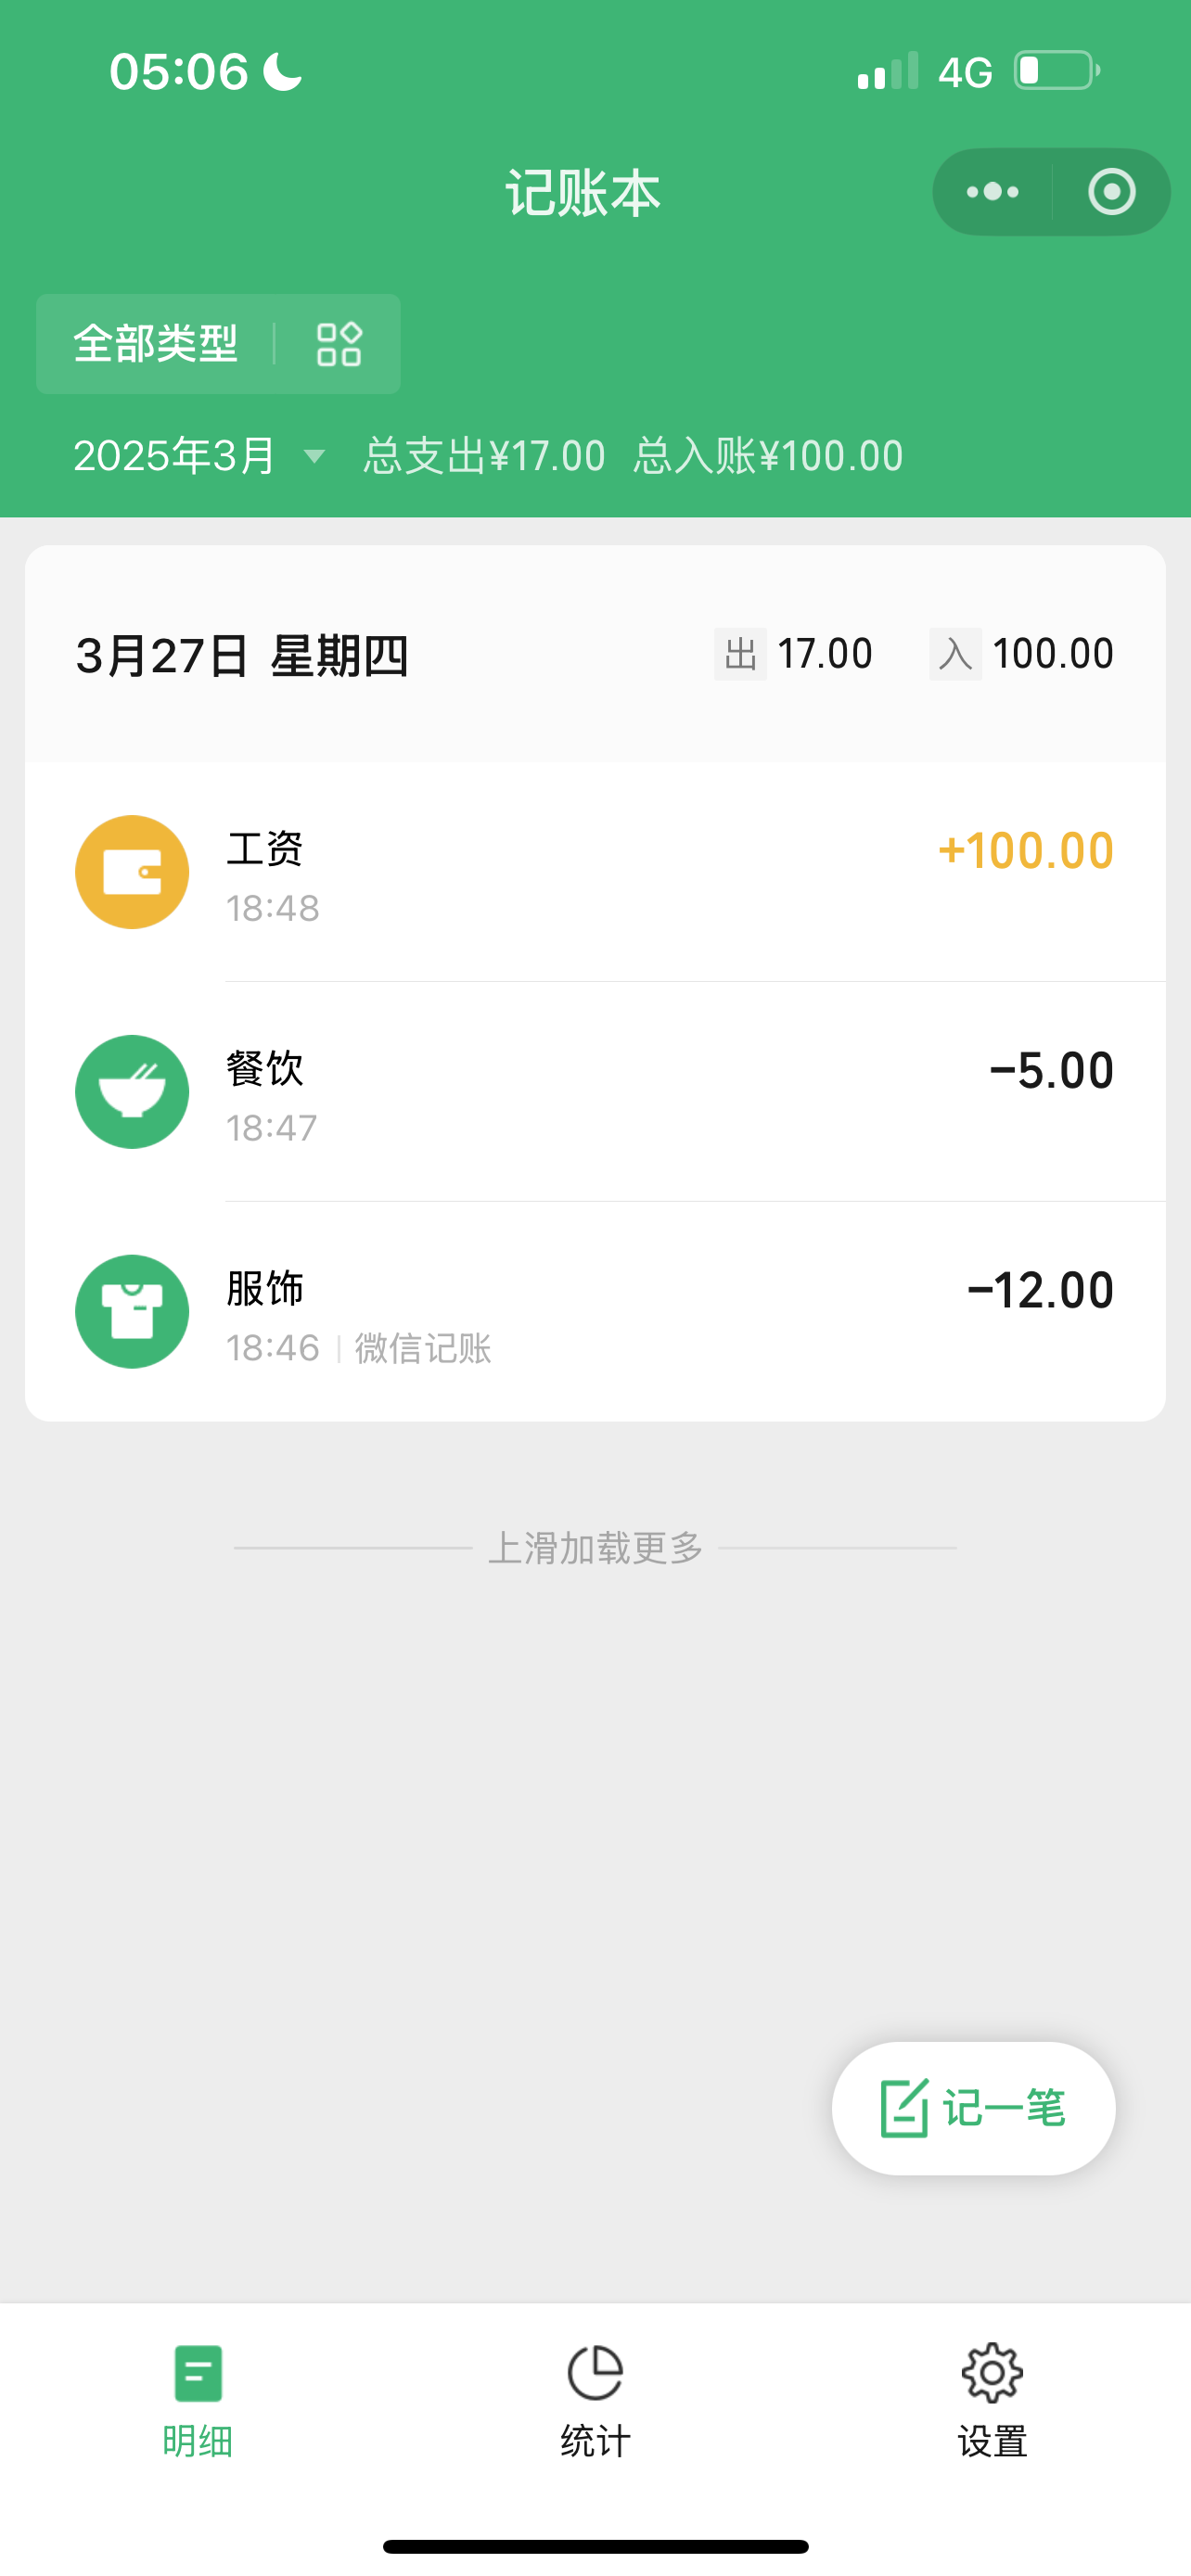 05:06 4G
记账本
全部类型
2025年3月 总支出¥17.00 总入账¥100.00
3月27日 星期四 出 17.00 入 100.00
工资 +100.00
18:48
餐饮 -5.00
18:47
服饰 -12.00
18:46 微信记账
上滑加载更多
记一笔
明细 统计 设置